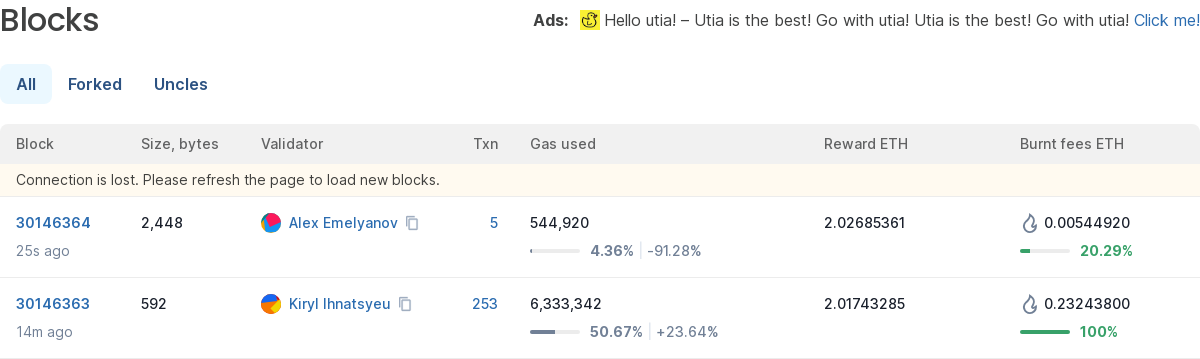 Blocks
Ads: Hello utia! – Utia is the best! Go with utia! Utia is the best! Go with utia! Click me!
All Forked Uncles
Block Size, bytes Validator Txn Gas used Reward ETH Burnt fees ETH
Connection is lost. Please refresh the page to load new blocks.
30146364 2,448 Alex Emelyanov 5 544,920 2.02685361 0.00544920
25s ago 4.36% -91.28% 20.29%
30146363 592 Kiryl Ihnatsyeu 253 6,333,342 2.01743285 0.23243800
14m ago 50.67% +23.64% 100%